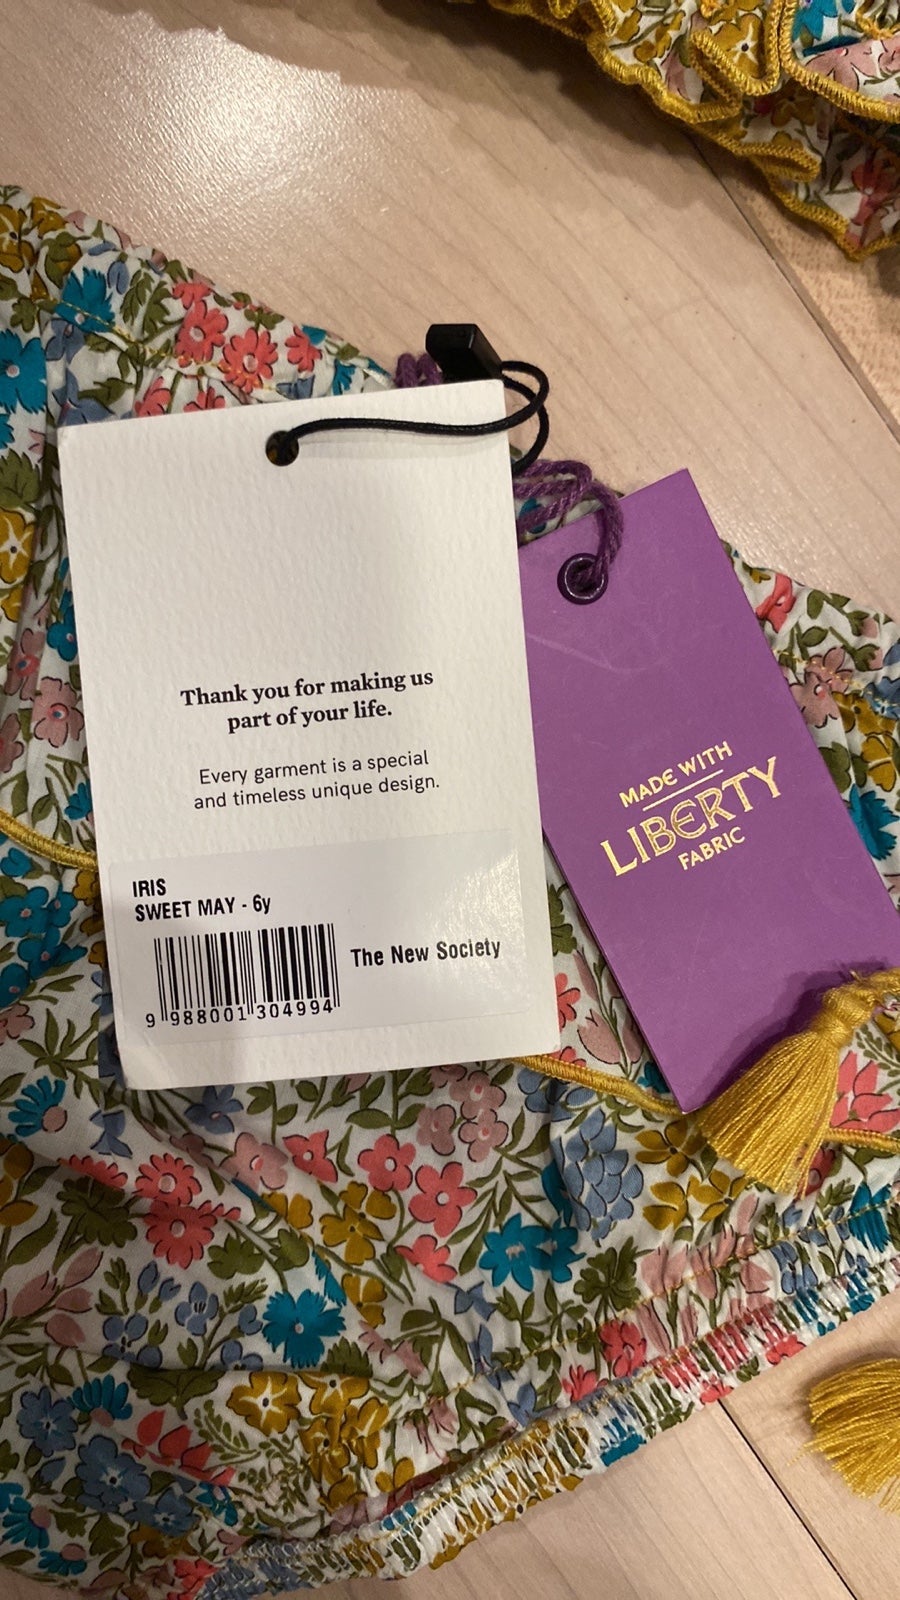 Thank you for making us
part of your life.
Every garment is a special
and timeless unique design.
IRIS
SWEET MAY - 6y
The New Society
9 988001 304994
MADE WITH
LIBERTY
FABRIC